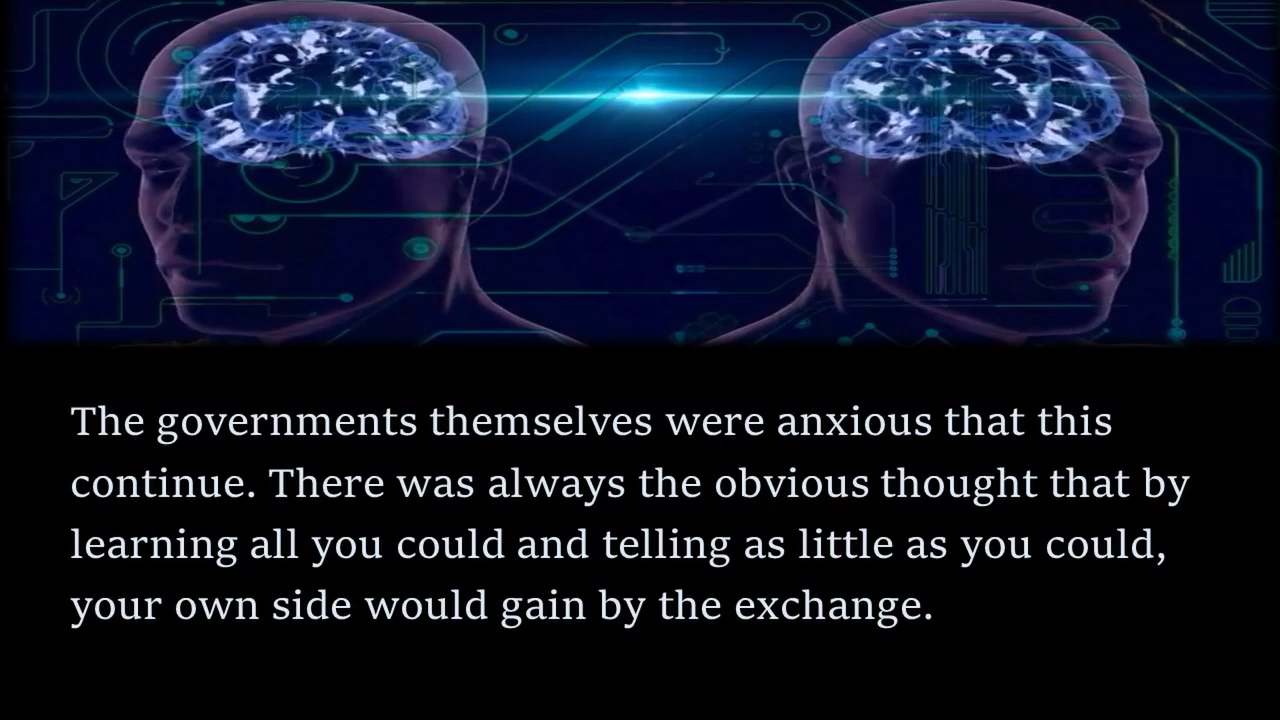 The governments themselves were anxious that this
continue. There was always the obvious thought that by
learning all you could and telling as little as you could,
your own side would gain by the exchange.